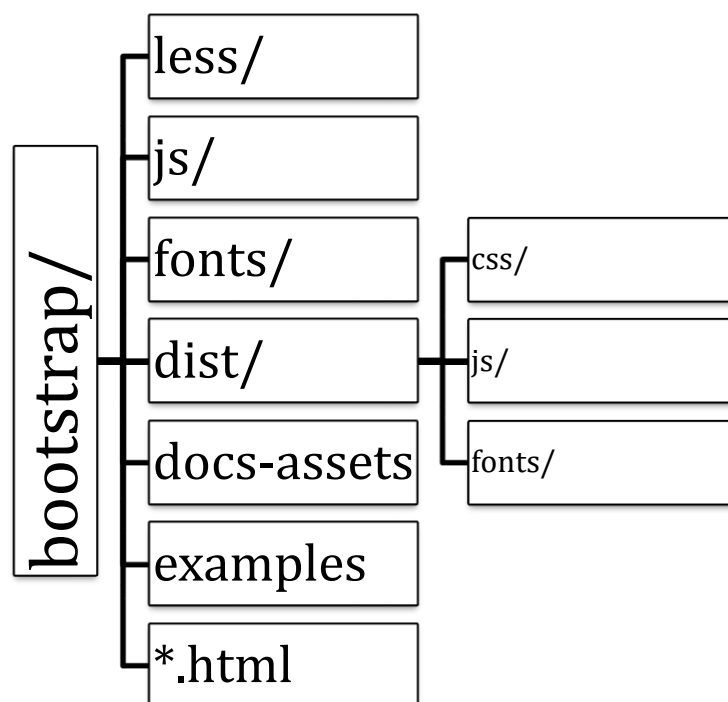 bootstrap/
less/
js/
fonts/
dist/
docs-assets
examples
*.html
css/
js/
fonts/